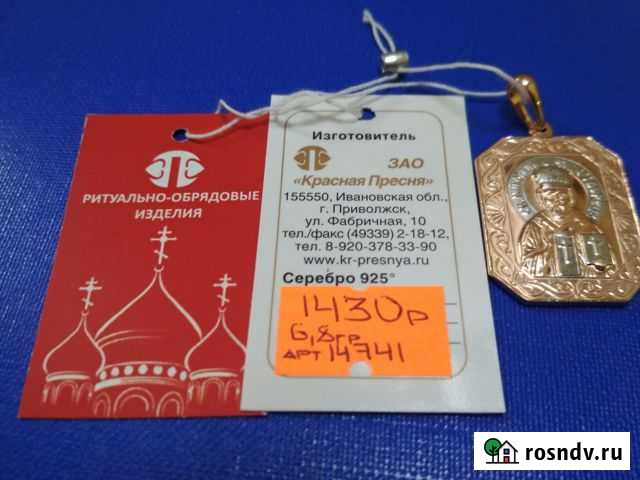 РИТУАЛЬНО-ОБРЯДОВЫЕ
ИЗДЕЛИЯ
Изготовитель
ЗАО
«Красная Пресня»
155550, Ивановская обл.,
г. Приволжск,
ул. Фабричная, 10
тел./факс (49339) 2-18-12,
тел. 8-920-378-33-90
www.kr-presnya.ru
Серебро 925°
1430р
6,8гр
арт 14741
rosndv.ru